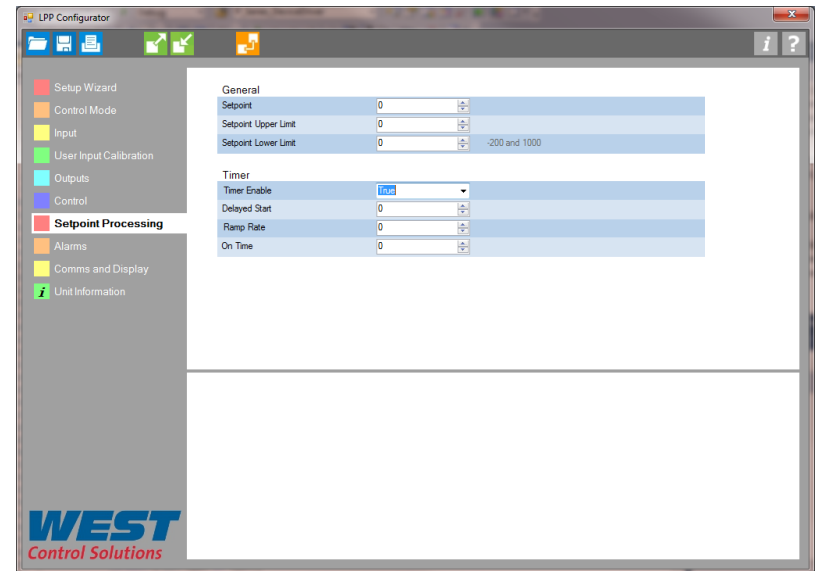 LPP Configurator
x
i ?
Setup Wizard
Control Mode
Input
User Input Calibration
Outputs
Control
Setpoint Processing
Alarms
Comms and Display
i Unit Information
General
Setpoint 0
Setpoint Upper Limit 0
Setpoint Lower Limit 0 -200 and 1000
Timer
Timer Enable True
Delayed Start 0
Ramp Rate 0
On Time 0
WEST
Control Solutions